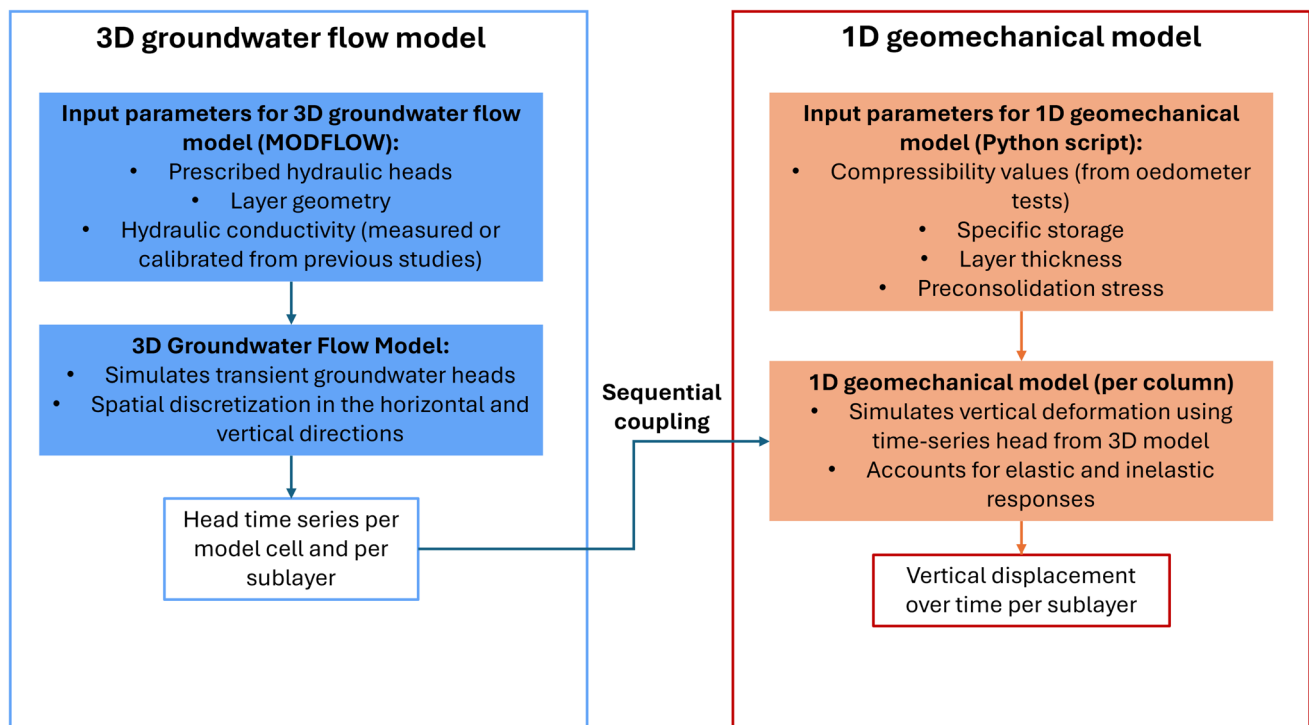 3D groundwater flow model
Input parameters for 3D groundwater flow
model (MODFLOW):
• Prescribed hydraulic heads
• Layer geometry
• Hydraulic conductivity (measured or
calibrated from previous studies)
3D Groundwater Flow Model:
• Simulates transient groundwater heads
• Spatial discretization in the horizontal and
vertical directions
Head time series per
model cell and per
sublayer
Sequential
coupling
1D geomechanical model
Input parameters for 1D geomechanical
model (Python script):
• Compressibility values (from oedometer
tests)
• Specific storage
• Layer thickness
• Preconsolidation stress
1D geomechanical model (per column)
• Simulates vertical deformation using
time-series head from 3D model
• Accounts for elastic and inelastic
responses
Vertical displacement
over time per sublayer